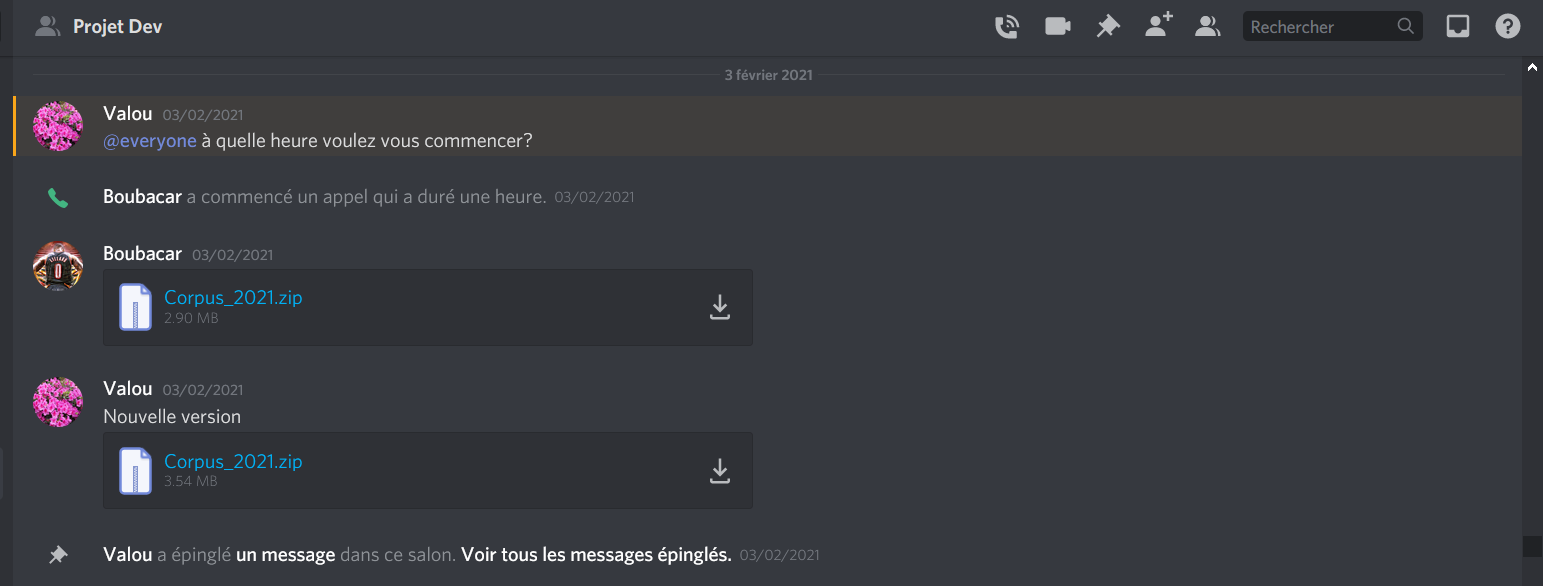 Projet Dev
Rechercher
3 février 2021
Valou 03/02/2021
@everyone à quelle heure voulez vous commencer?
Boubacar a commencé un appel qui a duré une heure. 03/02/2021
Boubacar 03/02/2021
Corpus_2021.zip
2.90 MB
Valou 03/02/2021
Nouvelle version
Corpus_2021.zip
3.54 MB
Valou a épinglé un message dans ce salon. Voir tous les messages épinglés. 03/02/2021